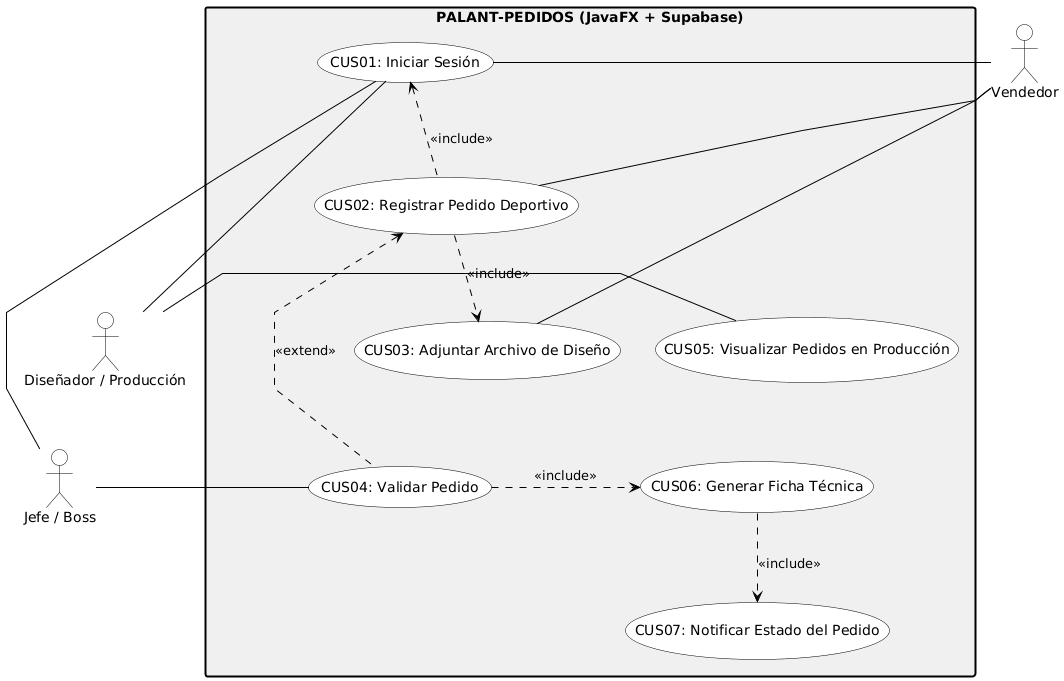 PALANT-PEDIDOS (JavaFX + Supabase)
CUS01: Iniciar Sesión
Vendedor
«include»
CUS02: Registrar Pedido Deportivo
«include»
CUS03: Adjuntar Archivo de Diseño
CUS05: Visualizar Pedidos en Producción
«extend»
Diseñador / Producción
«include»
CUS04: Validar Pedido
CUS06: Generar Ficha Técnica
Jefe / Boss
«include»
CUS07: Notificar Estado del Pedido